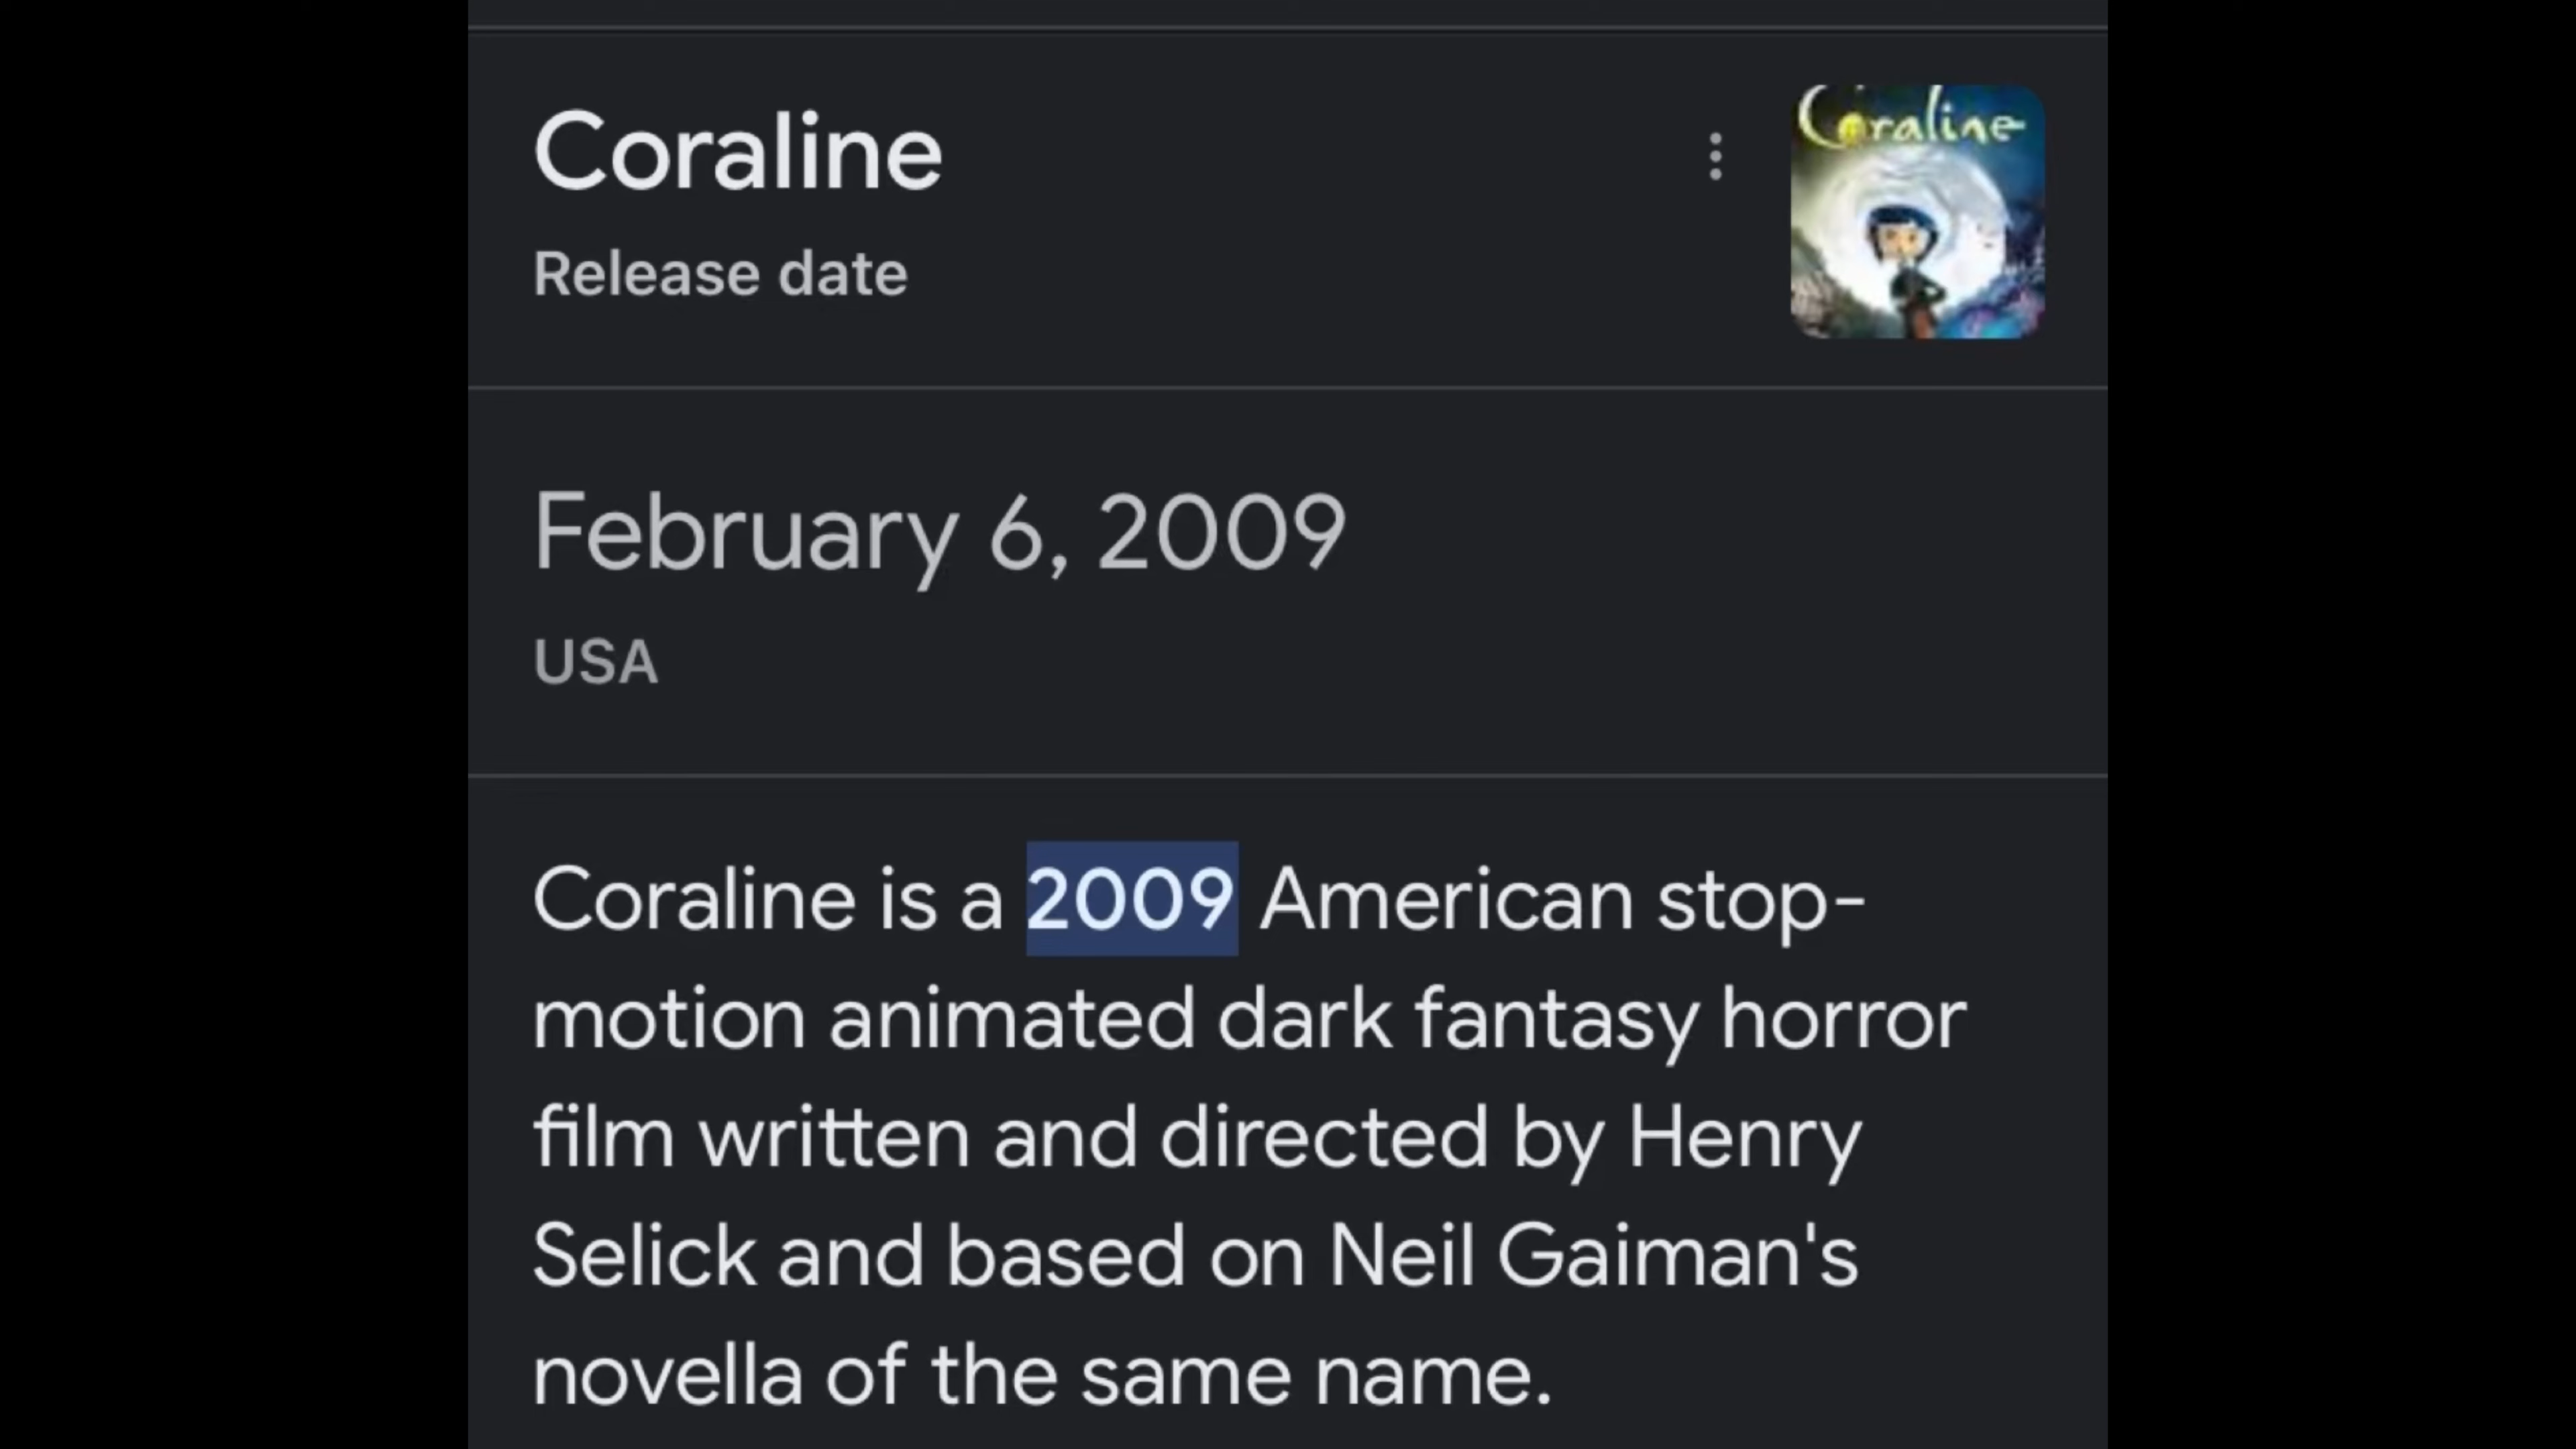 Coraline
Coraline
Release date
February 6, 2009
USA
Coraline is a 2009 American stop-
motion animated dark fantasy horror
film written and directed by Henry
Selick and based on Neil Gaiman's
novella of the same name.